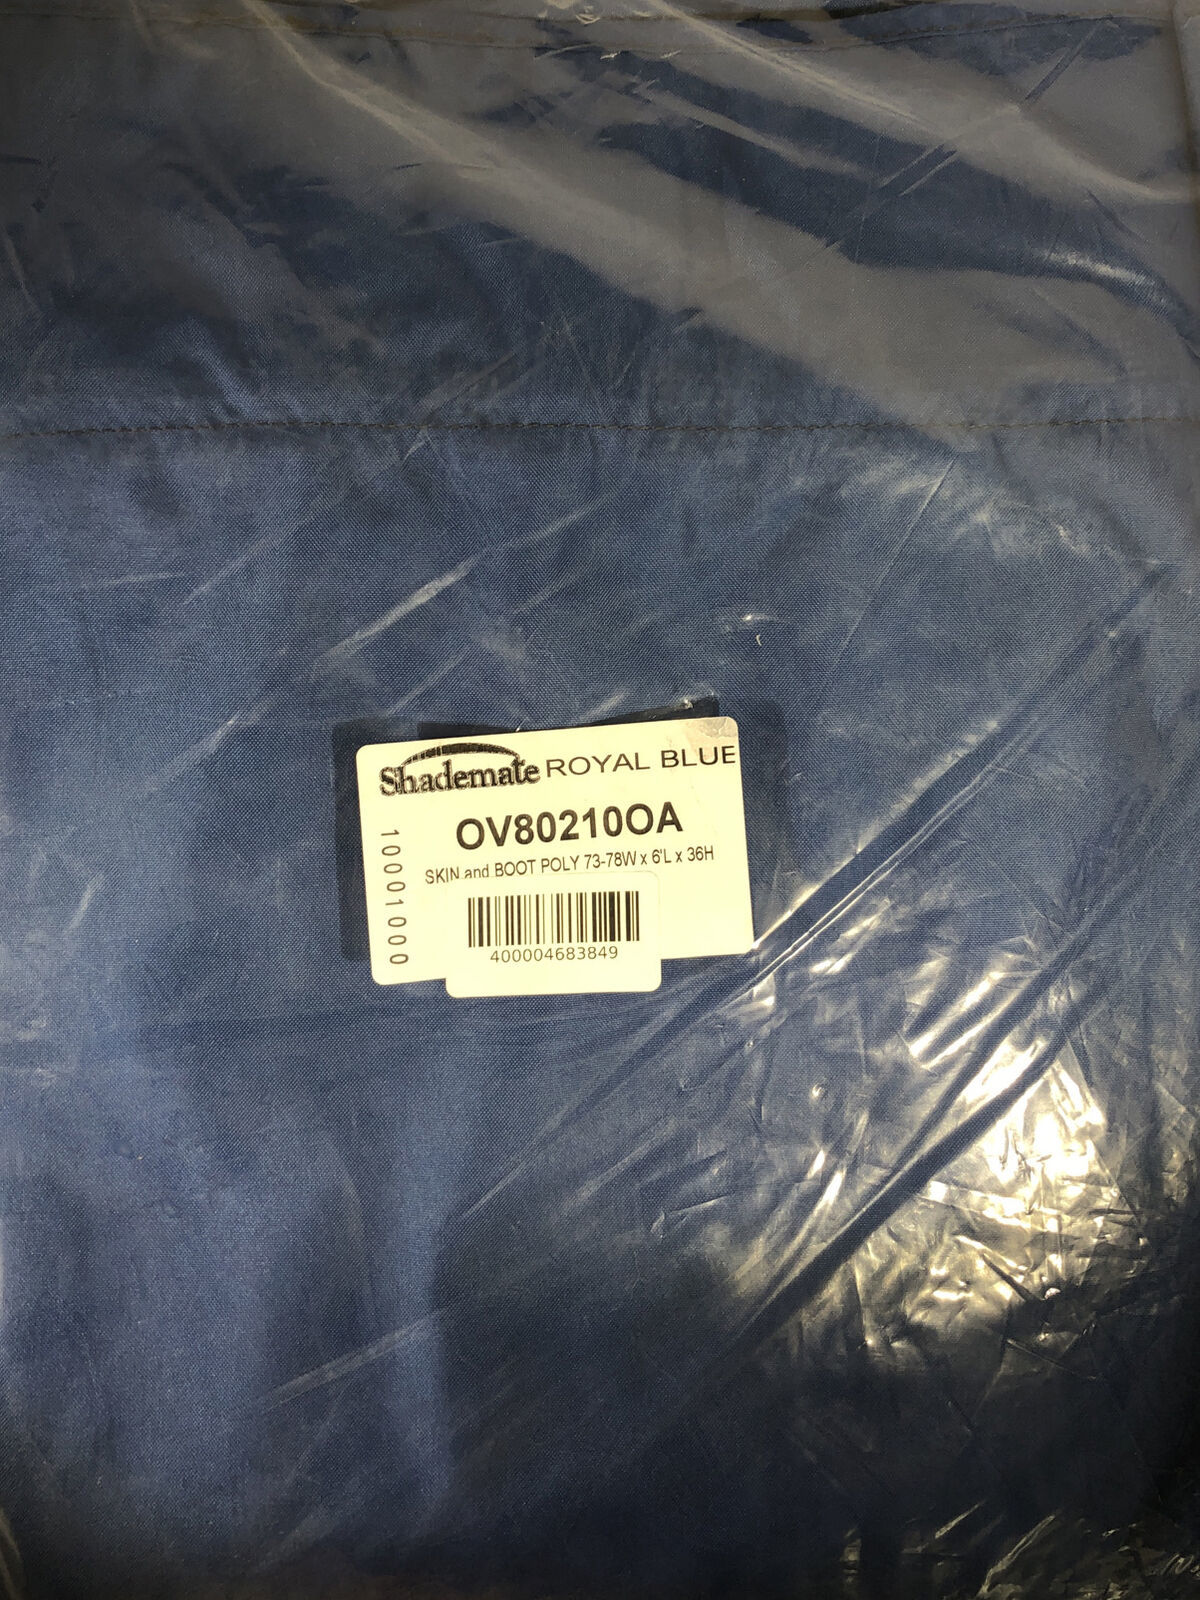 Shademate ROYAL BLUE
OV80210OA
SKIN and BOOT POLY 73-78W x 6'L x 36H
10001000
400004683849